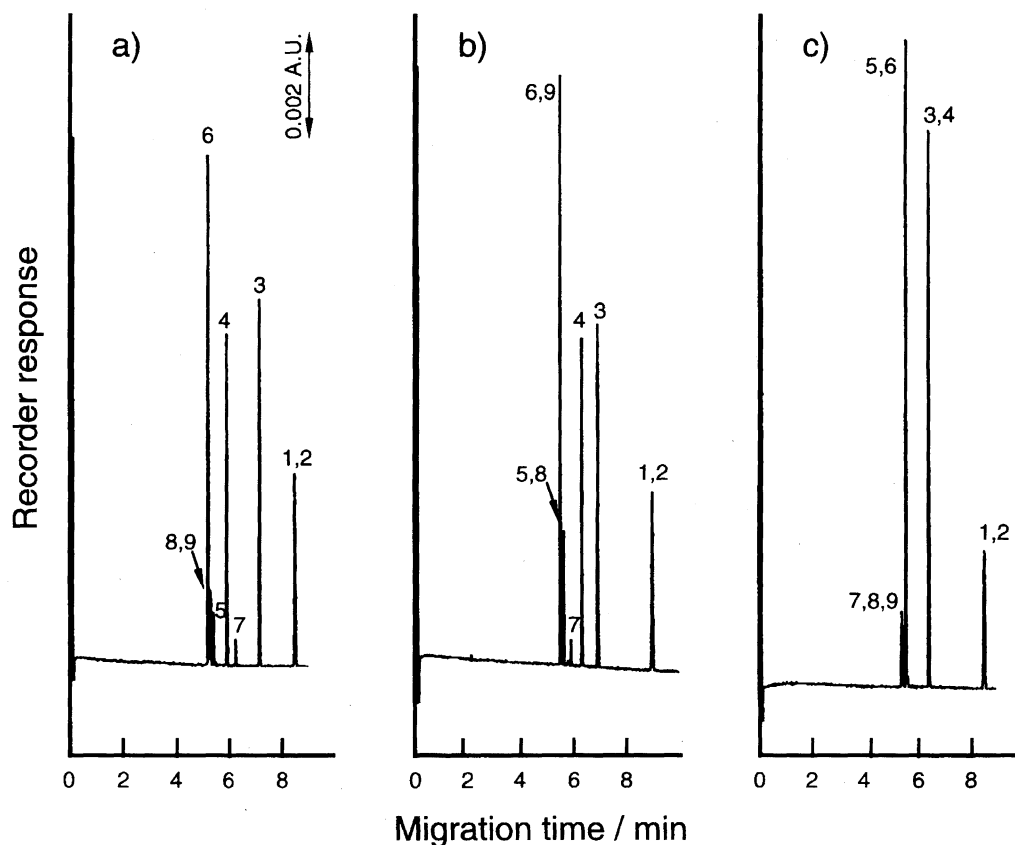 a)
0.002 A.U.
6
3
4
1,2
8,9
5
7
b)
6,9
4
3
5,8
1,2
7
c)
5,6
3,4
1,2
7,8,9
Recorder response
0 2 4 6 8
0 2 4 6 8
0 2 4 6 8
Migration time / min